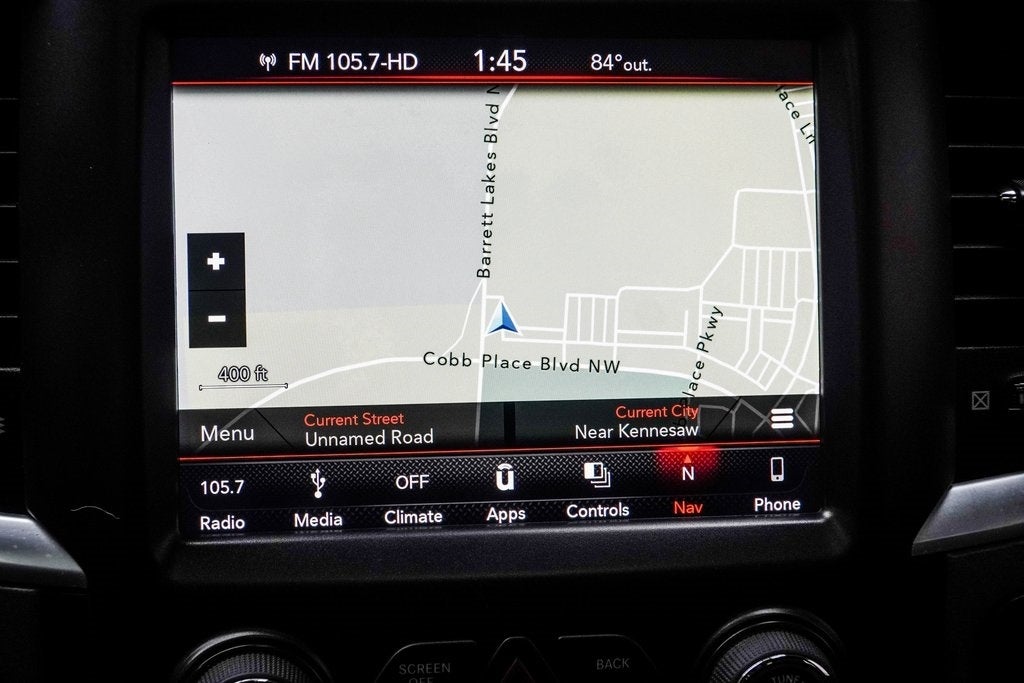 FM 105.7-HD 1:45 84°out.
Barrett Lakes Blvd N
lace Ln
+
-
400 ft
Cobb Place Blvd NW
lace Pkwy
Menu
Current Street
Unnamed Road
Current City
Near Kennesaw
105.7
Radio
Media
OFF
Climate
ū
Apps
Controls
N
Nav
Phone
SCREEN
OFF
BACK
TUNE